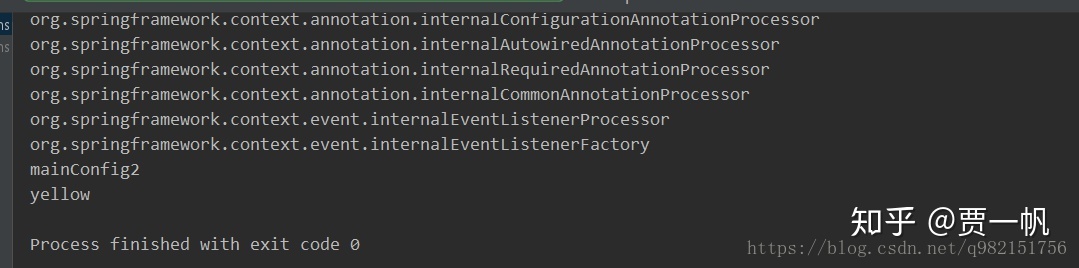 ns
org.springframework.context.annotation.internalConfigurationAnnotationProcessor
ns
org.springframework.context.annotation.internalAutowiredAnnotationProcessor
org.springframework.context.annotation.internalRequiredAnnotationProcessor
org.springframework.context.annotation.internalCommonAnnotationProcessor
org.springframework.context.event.internalEventListenerProcessor
org.springframework.context.event.internalEventListenerFactory
mainConfig2
yellow
Process finished with exit code 0
知乎 @贾一帆
https://blog.csdn.net/q982151756